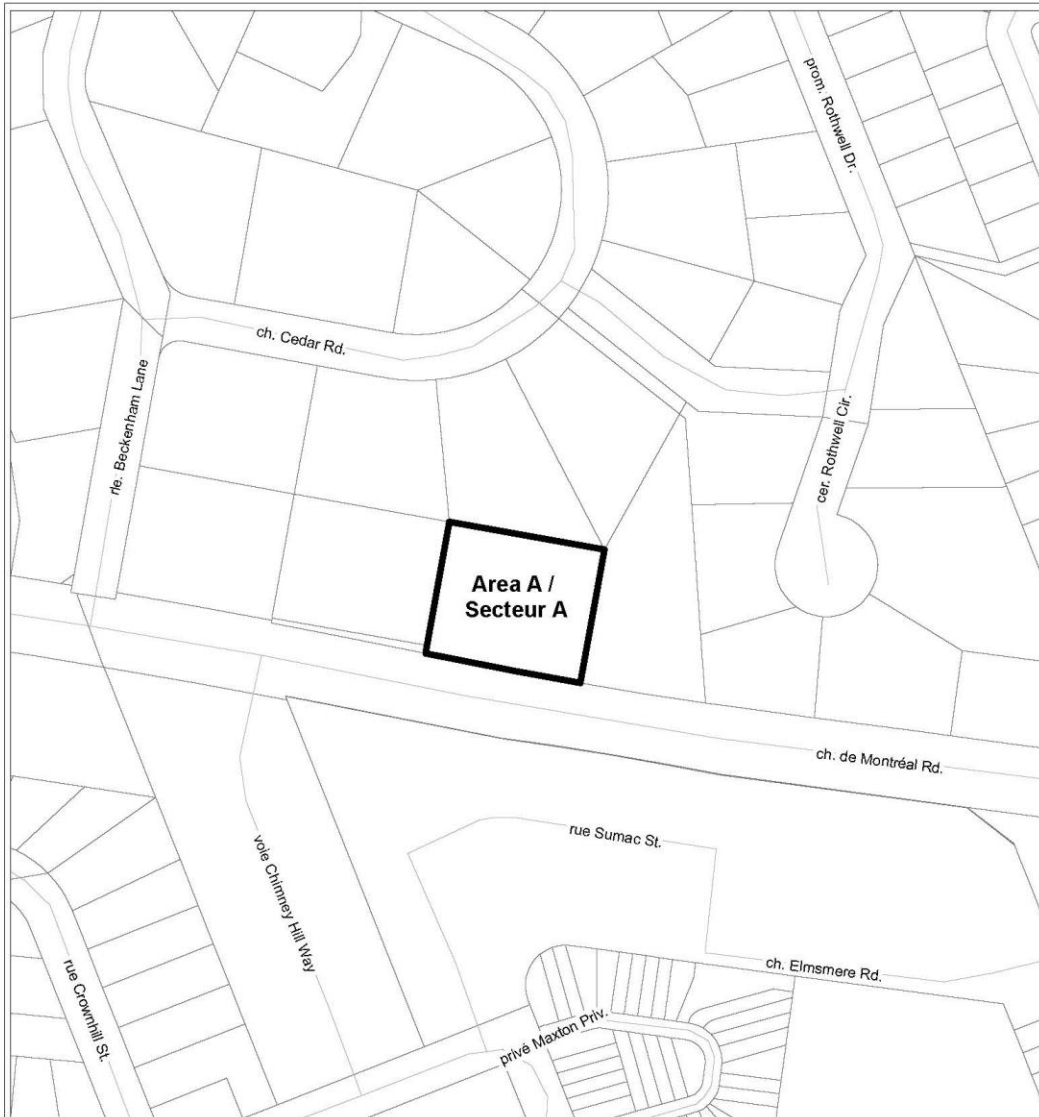 prom. Rothwell Dr.
ch. Cedar Rd.
rle. Beckenham Lane
cer. Rothwell Cir.
Area A /
Secteur A
ch. de Montréal Rd.
rue Sumac St.
voie Chimney Hill Way
ch. Elmsmere Rd.
rue Crownhill St.
privé Maxton Priv.